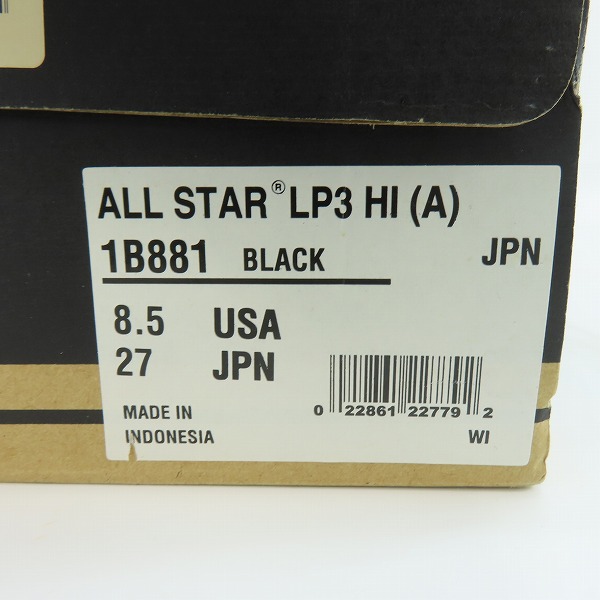 ALL STAR® LP3 HI (A)
1B881 BLACK JPN
8.5 USA
27 JPN
0 22861 22779 2
MADE IN
INDONESIA WI